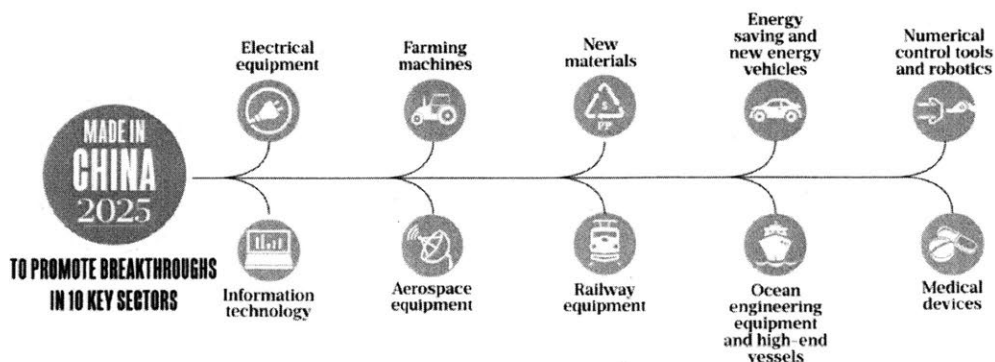 MADE IN
CHINA
2025
TO PROMOTE BREAKTHROUGHS
IN 10 KEY SECTORS
Electrical
equipment
Farming
machines
New
materials
Energy
saving and
new energy
vehicles
Numerical
control tools
and robotics
Information
technology
Aerospace
equipment
Railway
equipment
Ocean
engineering
equipment
and high-end
vessels
Medical
devices
5
PP